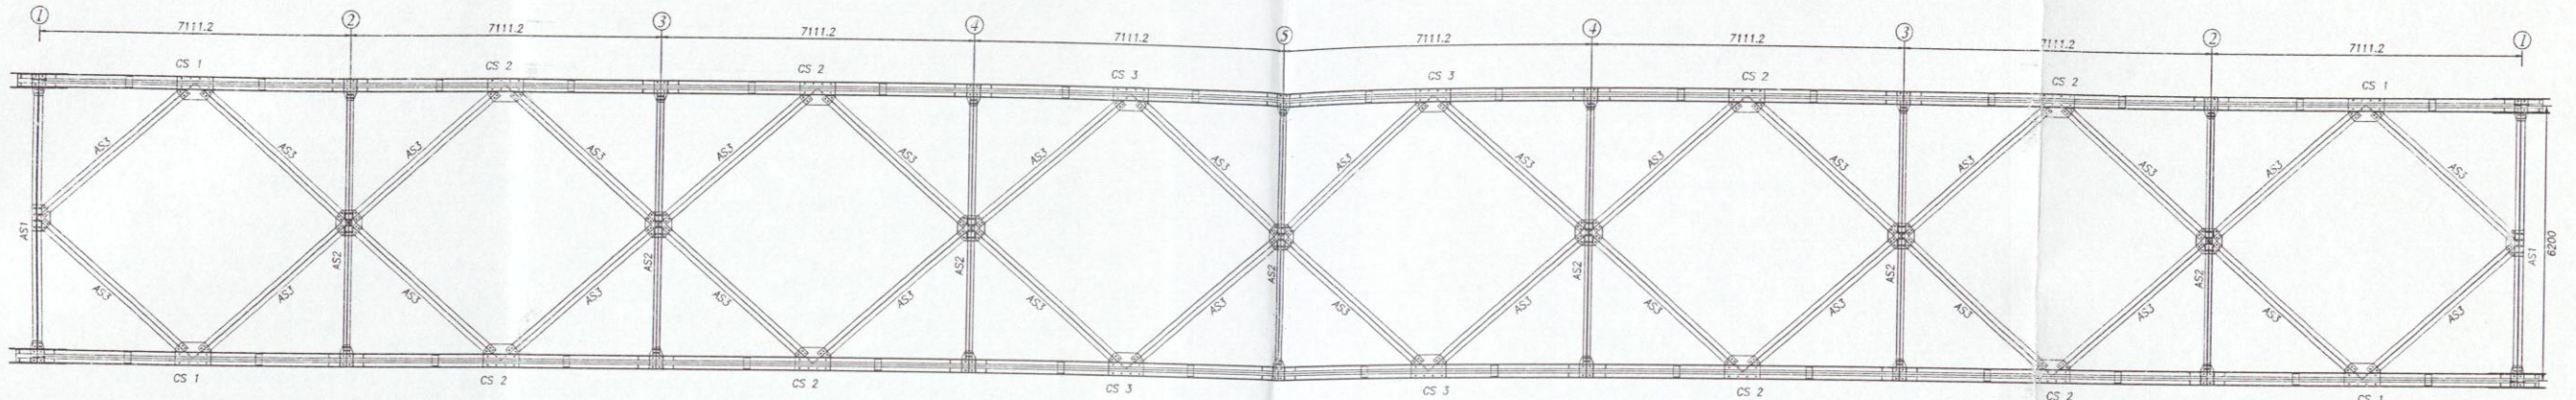 1 2 3 4 5 4 3 2 1
7111.2 7111.2 7111.2 7111.2 7111.2 7111.2 7111.2 7111.2
CS 1 CS 2 CS 2 CS 3 CS 3 CS 2 CS 2 CS 1
AS3 AS3 AS3 AS3 AS3 AS3 AS3 AS3 AS3 AS3 AS3 AS3 AS3 AS3 AS3 AS3
AS1 AS2 AS2 AS2 AS2 AS2 AS2 AS2 AS1 6200
AS3 AS3 AS3 AS3 AS3 AS3 AS3 AS3 AS3 AS3 AS3 AS3 AS3 AS3 AS3 AS3
CS 1 CS 2 CS 2 CS 3 CS 3 CS 2 CS 2 CS 1